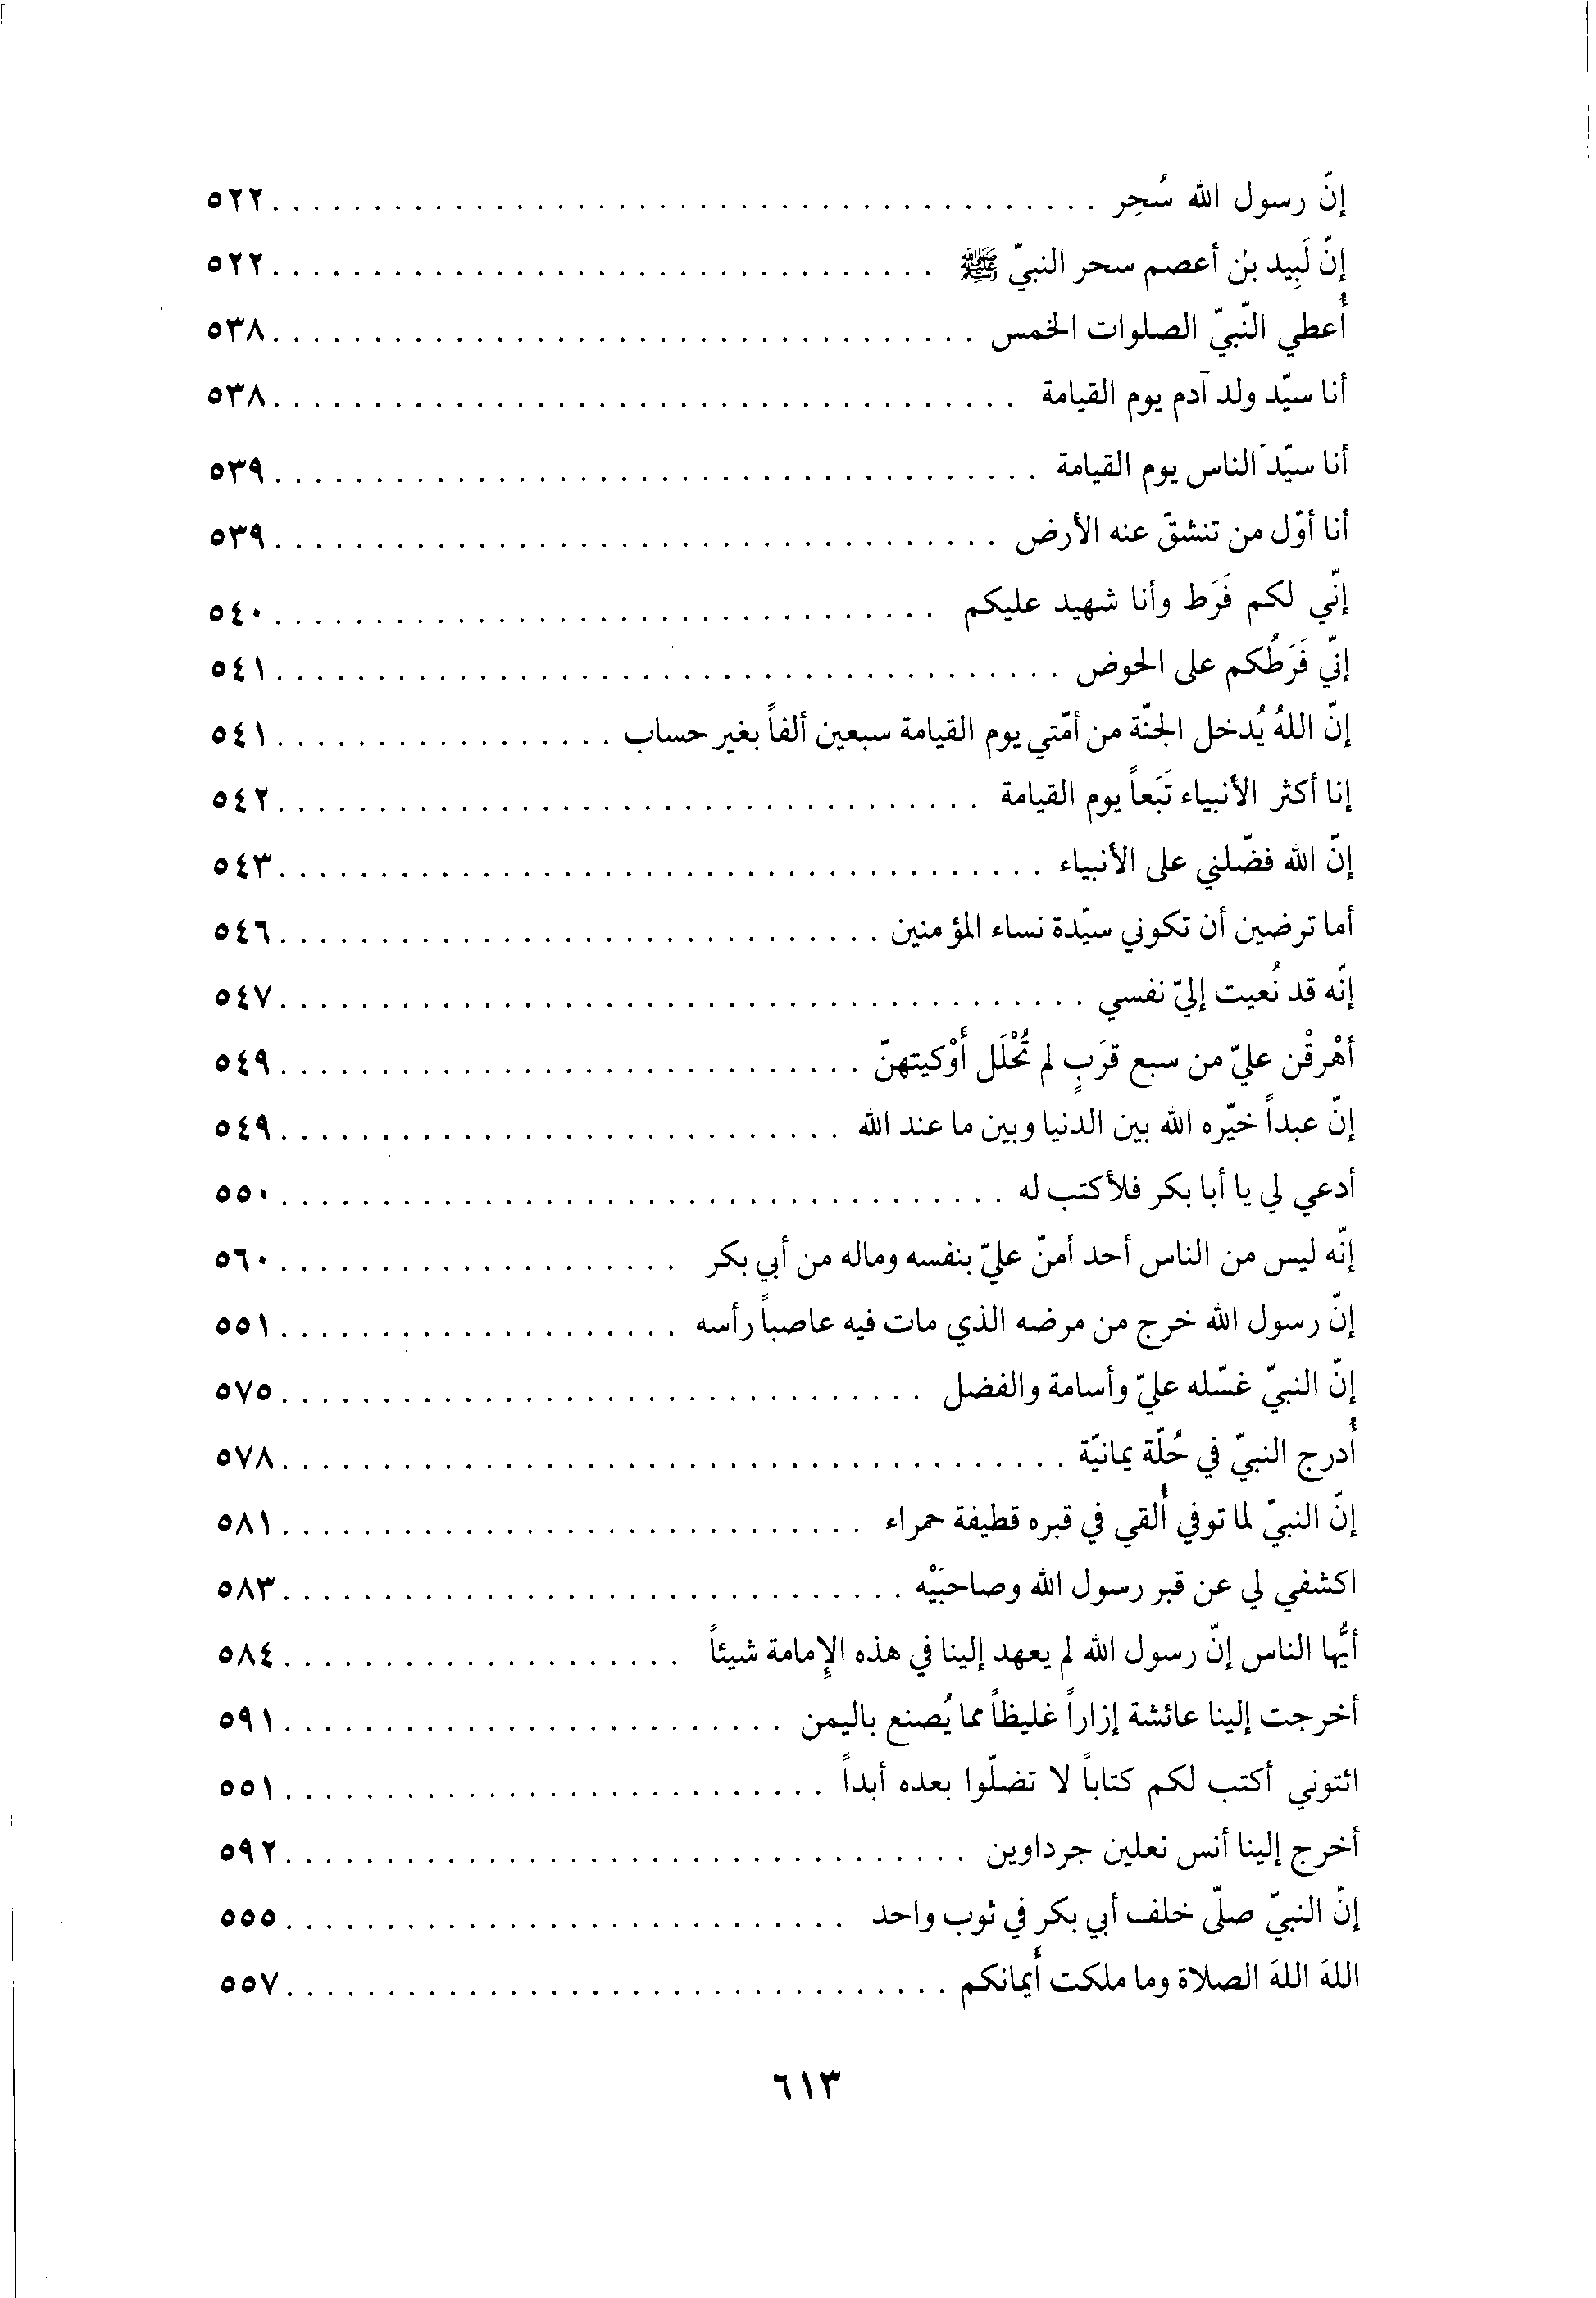 إنّ رسول الله سُحِر . . . . . . . . . . ٥٢٢
إنّ لَبِيد بن أعصم سحر النبيّ ﷺ . . . . . . . . . . ٥٢٢
أُعطي النّبيّ الصلوات الخمس . . . . . . . . . . ٥٣٨
أنا سيّد ولد آدم يوم القيامة . . . . . . . . . . ٥٣٨
أنا سيّد الناس يوم القيامة . . . . . . . . . . ٥٣٩
أنا أوّل من تنشقّ عنه الأرض . . . . . . . . . . ٥٣٩
إنّي لكم فَرَط وأنا شهيد عليكم . . . . . . . . . . ٥٤٠
إنّي فَرَطُكم على الحوض . . . . . . . . . . ٥٤١
إنّ اللهُ يُدخل الجنّة من أمّتي يوم القيامة سبعين ألفاً بغير حساب . . . . . . . . . . ٥٤١
إنا أكثر الأنبياء تَبَعاً يوم القيامة . . . . . . . . . . ٥٤٢
إنّ الله فضّلني على الأنبياء . . . . . . . . . . ٥٤٣
أما ترضين أن تكوني سيّدة نساء المؤمنين . . . . . . . . . . ٥٤٦
إنّه قد نُعيت إليّ نفسي . . . . . . . . . . ٥٤٧
أهْرقْن عليّ من سبع قرَبٍ لم تُحْلَل أَوْكيتهنّ . . . . . . . . . . ٥٤٩
إنّ عبداً خيّره الله بين الدنيا وبين ما عند الله . . . . . . . . . . ٥٤٩
أدعي لي يا أبا بكر فلأكتب له . . . . . . . . . . ٥٥٠
إنّه ليس من الناس أحد أمنّ عليّ بنفسه وماله من أبي بكر . . . . . . . . . . ٥٦٠
إنّ رسول الله خرج من مرضه الذي مات فيه عاصباً رأسه . . . . . . . . . . ٥٥١
إنّ النبيّ غسّله عليّ وأسامة والفضل . . . . . . . . . . ٥٧٥
أُدرج النبيّ في حُلّة يمانيّة . . . . . . . . . . ٥٧٨
إنّ النبيّ لما توفي أُلقي في قبره قطيفة حمراء . . . . . . . . . . ٥٨١
اكشفي لي عن قبر رسول الله وصاحبَيْه . . . . . . . . . . ٥٨٣
أيُّها الناس إنّ رسول الله لم يعهد إلينا في هذه الإمامة شيئاً . . . . . . . . . . ٥٨٤
أخرجت إلينا عائشة إزاراً غليظاً مما يُصنع باليمن . . . . . . . . . . ٥٩١
ائتوني أكتب لكم كتاباً لا تضلّوا بعده أبداً . . . . . . . . . . ٥٥١
أخرج إلينا أنس نعلين جرداوين . . . . . . . . . . ٥٩٢
إنّ النبيّ صلّى خلف أبي بكر في ثوب واحد . . . . . . . . . . ٥٥٥
اللهَ اللهَ الصلاة وما ملكت أَيمانكم . . . . . . . . . . ٥٥٧
٦١٣